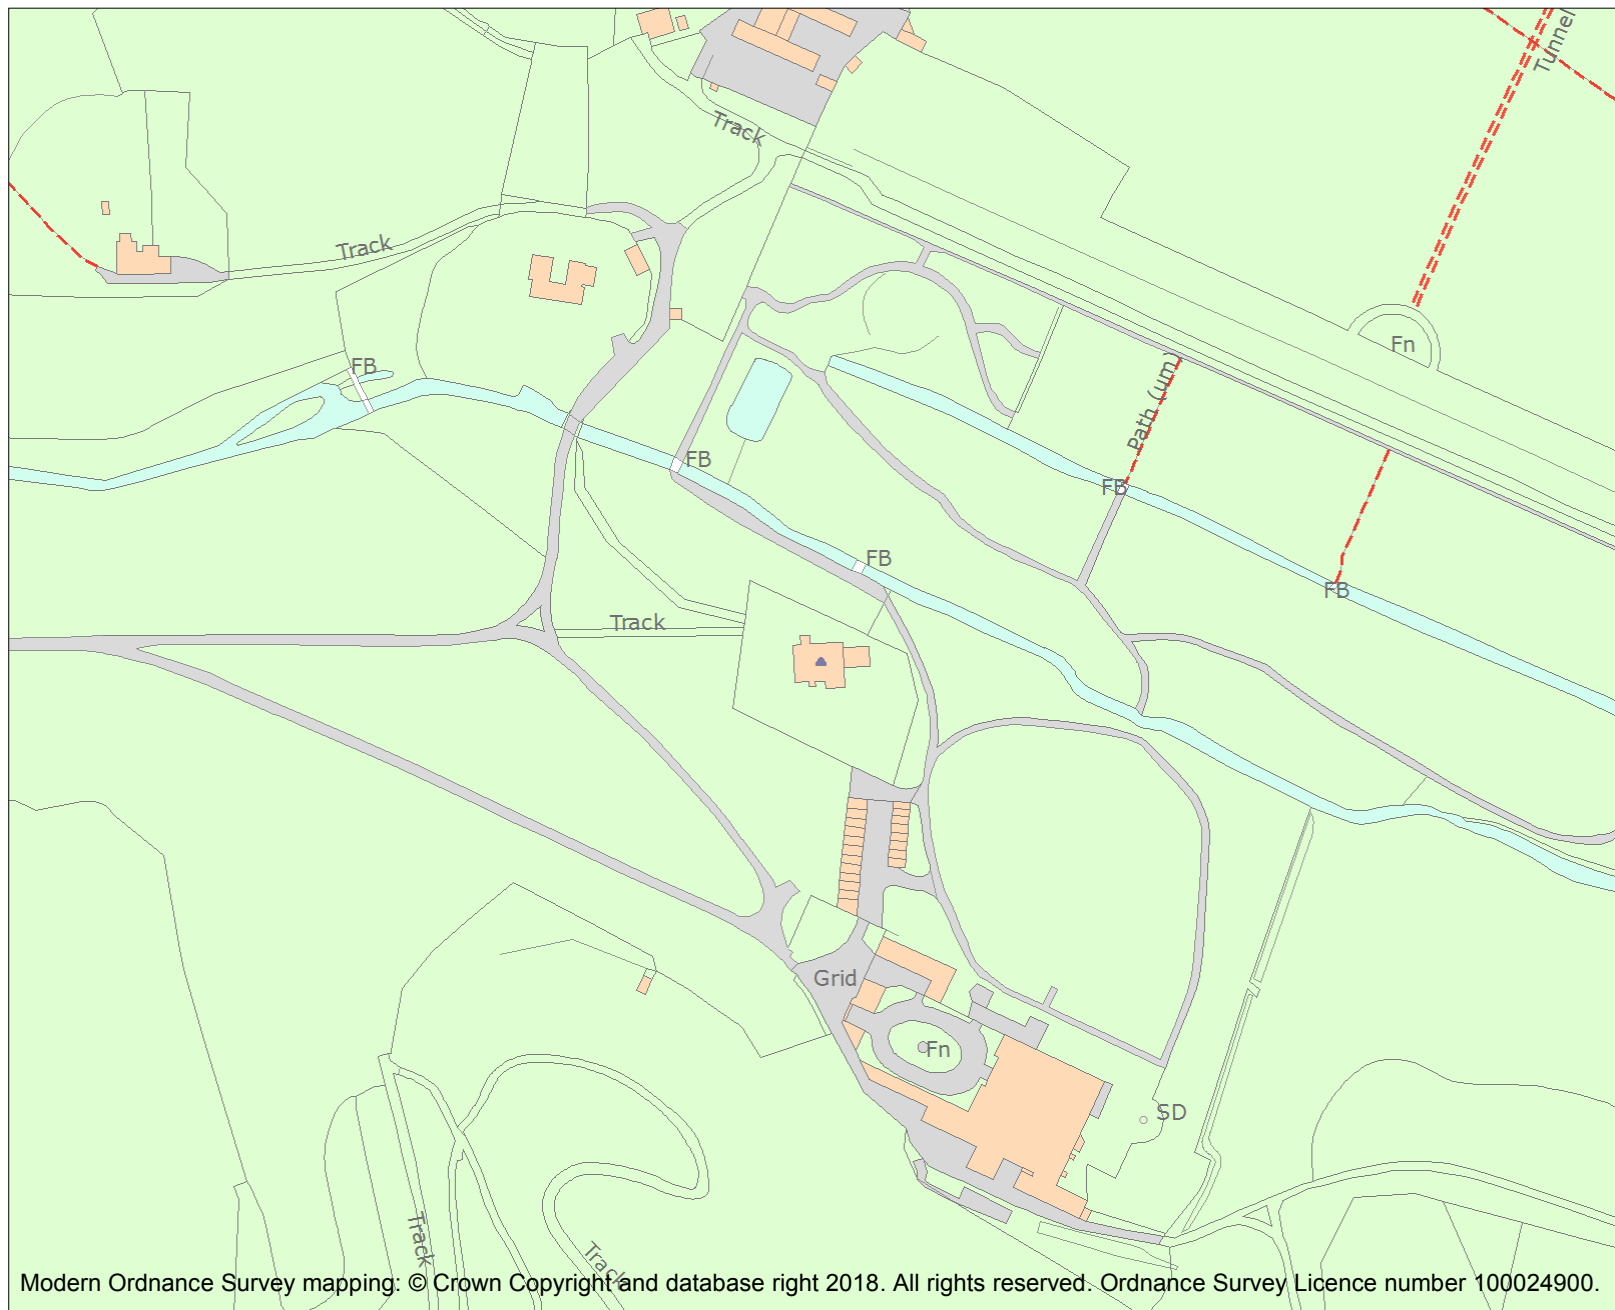 Tunnel
Track
Track
Fn
FB
Path (um)
FB
FB
FB
FB
Track
Grid
Fn
SD
Track
Track
Modern Ordnance Survey mapping: © Crown Copyright and database right 2018. All rights reserved. Ordnance Survey Licence number 100024900.